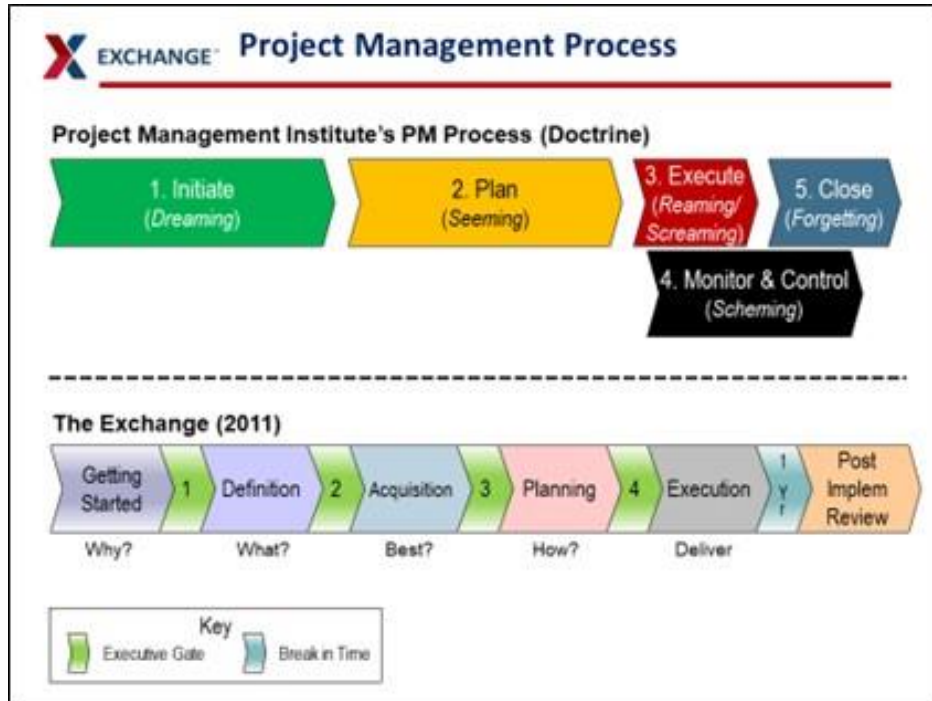 EXCHANGE Project Management Process
Project Management Institute's PM Process (Doctrine)
1. Initiate
(Dreaming)
2. Plan
(Seeming)
3. Execute
(Reaming/
Screaming)
5. Close
(Forgetting)
4. Monitor & Control
(Scheming)
The Exchange (2011)
Getting
Started
1
Definition
2
Acquisition
3
Planning
4
Execution
1
Y
r
Post
Implem
Review
Why?
What?
Best?
How?
Deliver
Key
Executive Gate
Break in Time